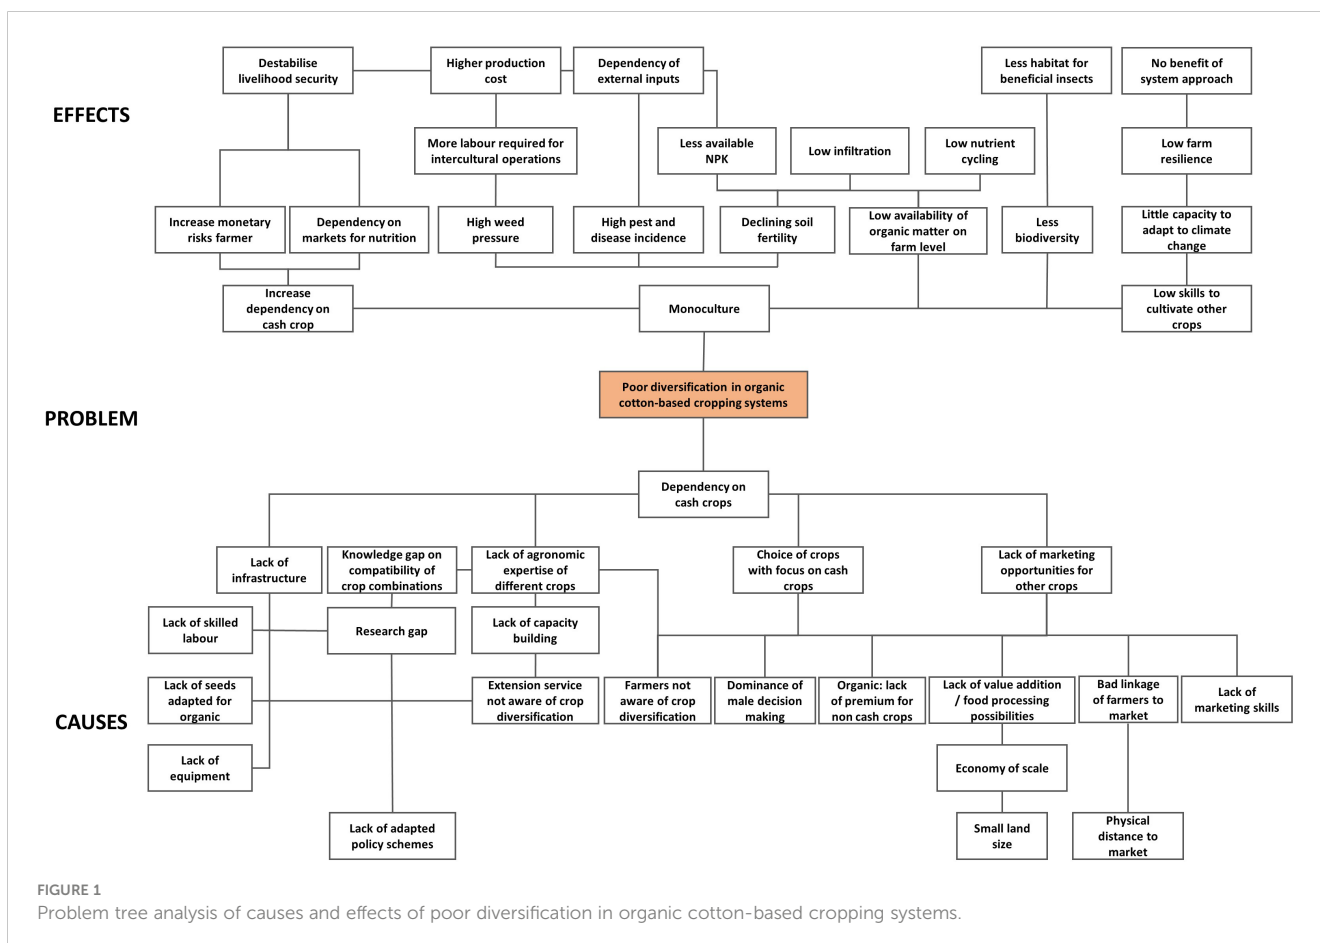 Destabilise
livelihood security
Higher production
cost
Dependency of
external inputs
Less habitat for
beneficial insects
No benefit of
system approach
EFFECTS
More labour required for
intercultural operations
Less available
NPK
Low infiltration
Low nutrient
cycling
Low farm
resilience
Increase monetary
risks farmer
Dependency on
markets for nutrition
High weed
pressure
High pest and
disease incidence
Declining soil
fertility
Low availability of
organic matter on
farm level
Less
biodiversity
Little capacity to
adapt to climate
change
Increase
dependency on
cash crop
Monoculture
Low skills to
cultivate other
crops
Poor diversification in organic
cotton-based cropping systems
PROBLEM
Dependency on
cash crops
Lack of
infrastructure
Knowledge gap on
compatibility of
crop combinations
Lack of agronomic
expertise of
different crops
Choice of crops
with focus on cash
crops
Lack of marketing
opportunities for
other crops
Lack of skilled
labour
Research gap
Lack of capacity
building
Lack of seeds
adapted for
organic
Extension service
not aware of crop
diversification
Farmers not
aware of crop
diversification
Dominance of
male decision
making
Organic: lack
of premium for
non cash crops
Lack of value addition
/ food processing
possibilities
Bad linkage
of farmers to
market
Lack of
marketing skills
CAUSES
Lack of
equipment
Economy of scale
Lack of adapted
policy schemes
Small land
size
Physical
distance to
market
FIGURE 1
Problem tree analysis of causes and effects of poor diversification in organic cotton-based cropping systems.